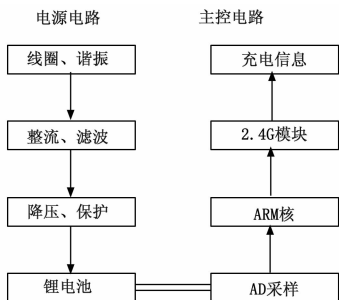 电源电路
主控电路
线圈、谐振
充电信息
整流、滤波
2.4G模块
降压、保护
ARM核
锂电池
AD采样